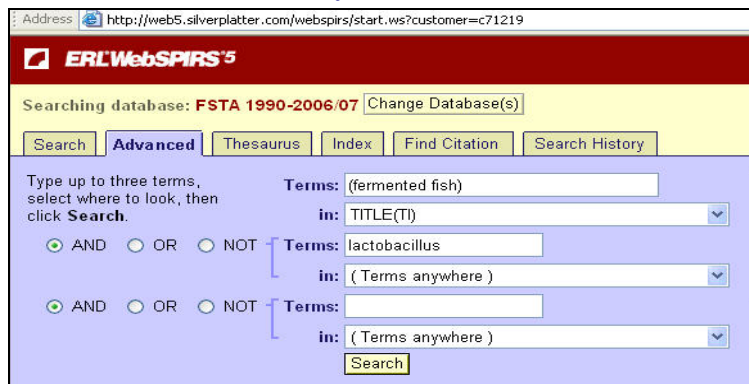 Address http://web5.silverplatter.com/webspirs/start.ws?customer=c71219
ERL®WebSPIRS®5
Searching database: FSTA 1990-2006/07 Change Database(s)
Search Advanced Thesaurus Index Find Citation Search History
Type up to three terms, select where to look, then click Search.
Terms: (fermented fish)
in: TITLE(TI)
AND OR NOT Terms: lactobacillus
in: ( Terms anywhere )
AND OR NOT Terms:
in: ( Terms anywhere )
Search